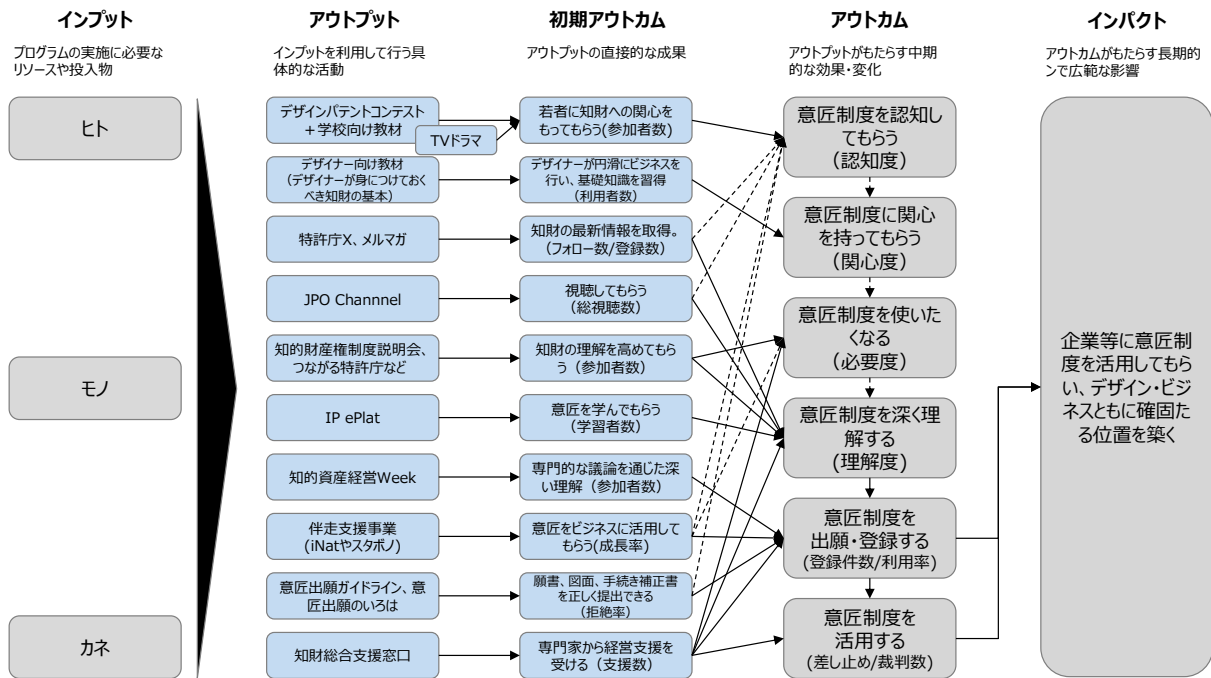 インプット
プログラムの実施に必要な
リソースや投入物
ヒト
モノ
カネ
アウトプット
インプットを利用して行う具
体的な活動
デザインパテントコンテスト
＋学校向け教材
TVドラマ
デザイナー向け教材
（デザイナーが身につけておく
べき知財の基本）
特許庁X、メルマガ
JPO Channnel
知的財産権制度説明会、
つながる特許庁など
IP ePlat
知的資産経営Week
伴走支援事業
(iNatやスタボノ)
意匠出願ガイドライン、意
匠出願のいろは
知財総合支援窓口
初期アウトカム
アウトプットの直接的な成果
若者に知財への関心を
もってもらう(参加者数)
デザイナーが円滑にビジネスを
行い、基礎知識を習得
（利用者数）
知財の最新情報を取得。
（フォロー数/登録数）
視聴してもらう
（総視聴数）
知財の理解を高めてもら
う（参加者数）
意匠を学んでもらう
（学習者数）
専門的な議論を通じた深
い理解（参加者数）
意匠をビジネスに活用して
もらう(成長率)
願書、図面、手続き補正書
を正しく提出できる
（拒絶率）
専門家から経営支援を
受ける（支援数）
アウトカム
アウトプットがもたらす中期
的な効果・変化
意匠制度を認知し
てもらう
（認知度）
意匠制度に関心
を持ってもらう
（関心度）
意匠制度を使いた
くなる
（必要度）
意匠制度を深く理
解する
(理解度)
意匠制度を
出願・登録する
(登録件数/利用率)
意匠制度を
活用する
(差し止め/裁判数)
インパクト
アウトカムがもたらす長期的
ンで広範な影響
企業等に意匠制
度を活用してもら
い、デザイン・ビジ
ネスともに確固た
る位置を築く